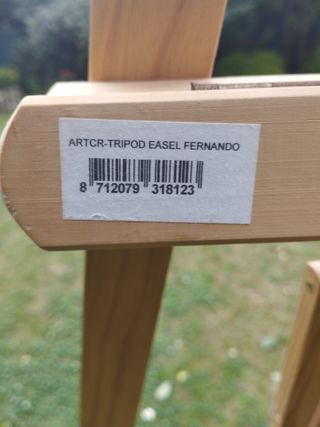 ARTCR-TRIPOD EASEL FERNANDO
8 712079 318123